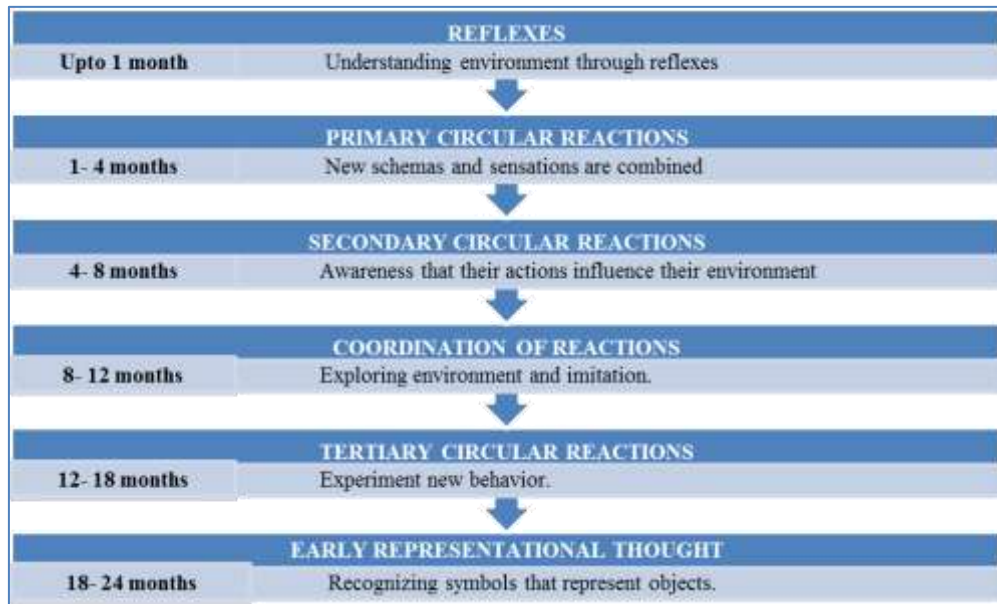 REFLEXES
Upto 1 month Understanding environment through reflexes
PRIMARY CIRCULAR REACTIONS
1- 4 months New schemas and sensations are combined
SECONDARY CIRCULAR REACTIONS
4- 8 months Awareness that their actions influence their environment
COORDINATION OF REACTIONS
8- 12 months Exploring environment and imitation.
TERTIARY CIRCULAR REACTIONS
12- 18 months Experiment new behavior.
EARLY REPRESENTATIONAL THOUGHT
18- 24 months Recognizing symbols that represent objects.